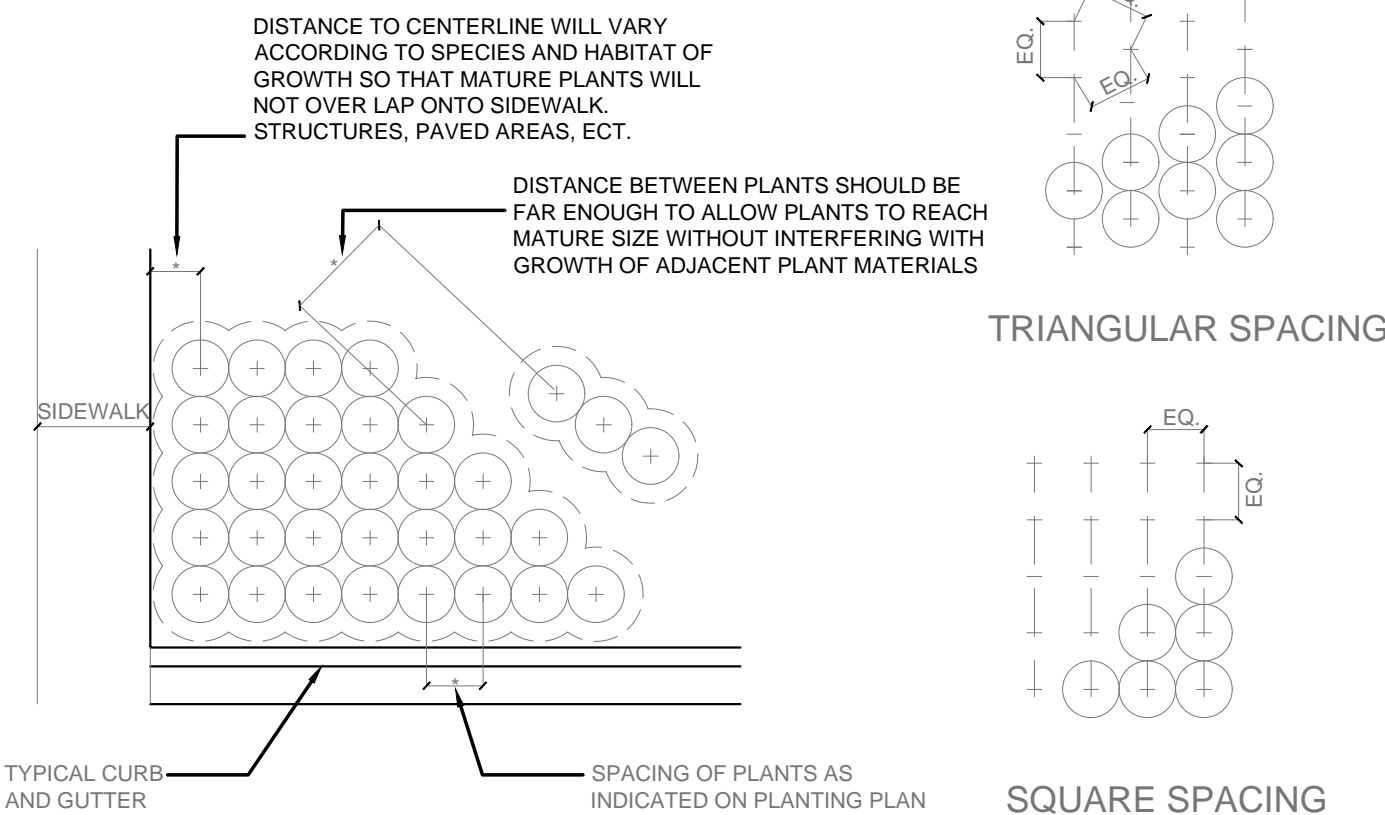 DISTANCE TO CENTERLINE WILL VARY
ACCORDING TO SPECIES AND HABITAT OF
GROWTH SO THAT MATURE PLANTS WILL
NOT OVER LAP ONTO SIDEWALK.
STRUCTURES, PAVED AREAS, ECT.
DISTANCE BETWEEN PLANTS SHOULD BE
FAR ENOUGH TO ALLOW PLANTS TO REACH
MATURE SIZE WITHOUT INTERFERING WITH
GROWTH OF ADJACENT PLANT MATERIALS
*
*
SIDEWALK
*
TYPICAL CURB
AND GUTTER
SPACING OF PLANTS AS
INDICATED ON PLANTING PLAN
EQ.
EQ.
TRIANGULAR SPACING
EQ.
EQ.
SQUARE SPACING